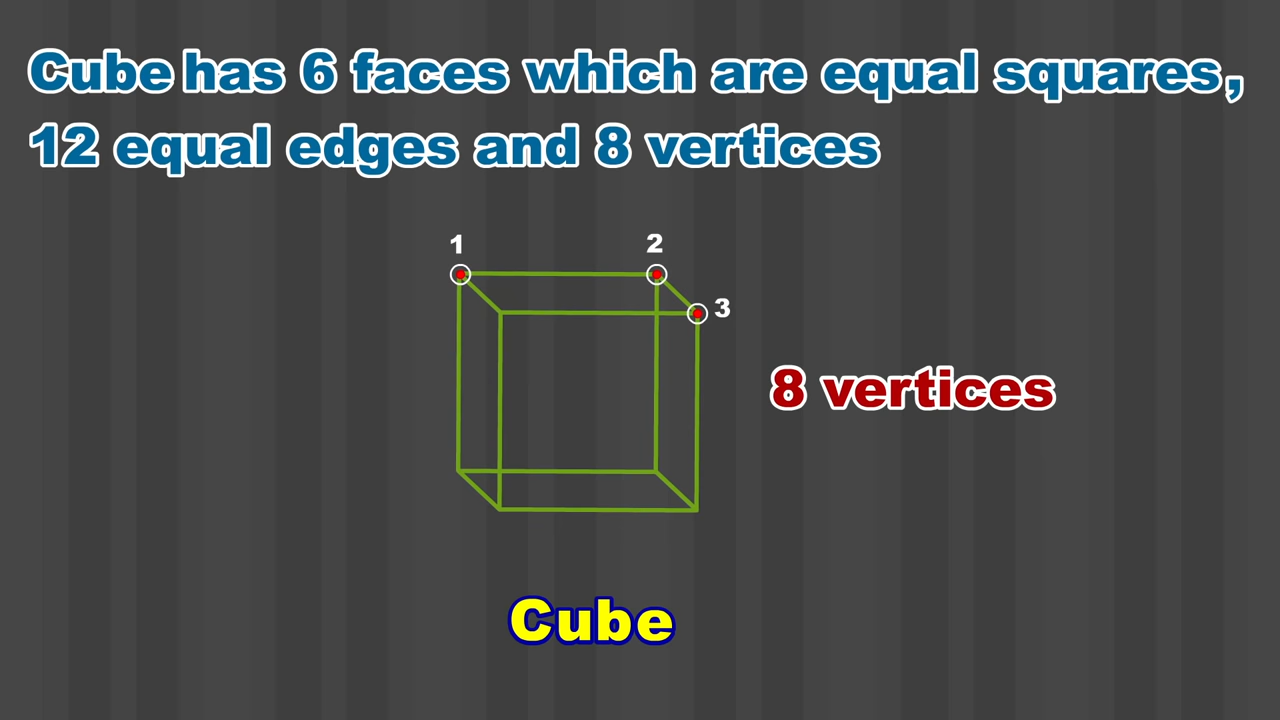 Cube has 6 faces which are equal squares,
12 equal edges and 8 vertices
1
2
3
8 vertices
Cube